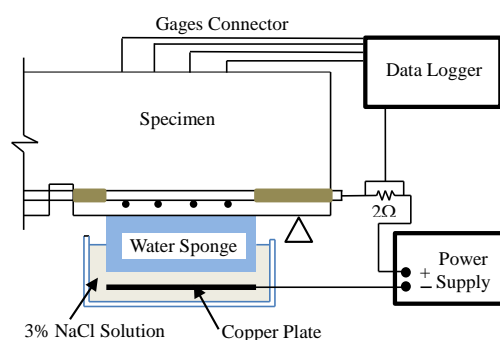 Gages Connector
Data Logger
Specimen
2Ω
Water Sponge
+
−
Power
Supply
3% NaCl Solution
Copper Plate